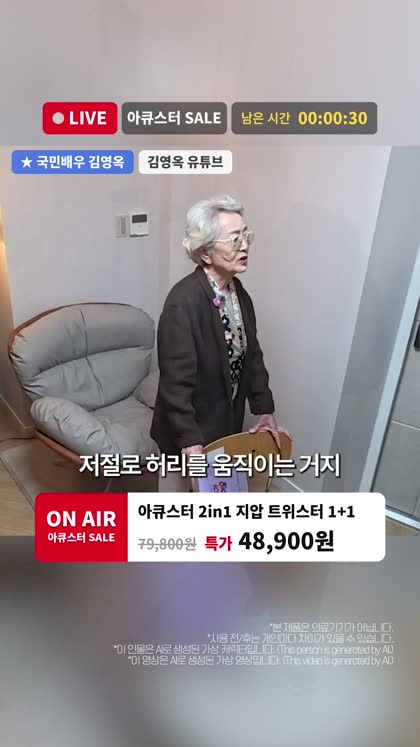 LIVE
아큐스터 SALE
남은 시간 00:00:30
★ 국민배우 김영옥
김영옥 유튜브
저절로 허리를 움직이는 거지
ON AIR
아큐스터 SALE
아큐스터 2in1 지압 트위스터 1+1
79,800원 특가 48,900원
*본 제품은 의료기기가 아닙니다.
*사용 전/후는 개인마다 차이가 있을 수 있습니다.
*이 인물은 AI로 생성된 가상 캐릭터입니다. (This person is generated by AI.)
*이 영상은 AI로 생성된 가상 영상입니다. (This video is generated by AI.)